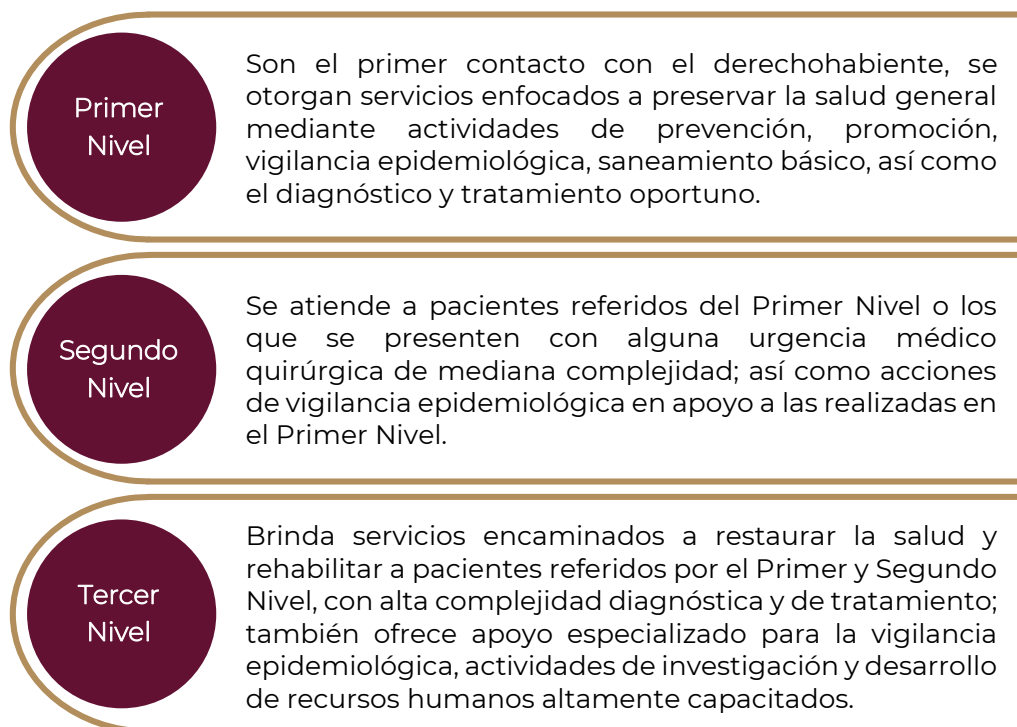 Primer
Nivel
Son el primer contacto con el derechohabiente, se
otorgan servicios enfocados a preservar la salud general
mediante actividades de prevención, promoción,
vigilancia epidemiológica, saneamiento básico, así como
el diagnóstico y tratamiento oportuno.
Segundo
Nivel
Se atiende a pacientes referidos del Primer Nivel o los
que se presenten con alguna urgencia médico
quirúrgica de mediana complejidad; así como acciones
de vigilancia epidemiológica en apoyo a las realizadas en
el Primer Nivel.
Tercer
Nivel
Brinda servicios encaminados a restaurar la salud y
rehabilitar a pacientes referidos por el Primer y Segundo
Nivel, con alta complejidad diagnóstica y de tratamiento;
también ofrece apoyo especializado para la vigilancia
epidemiológica, actividades de investigación y desarrollo
de recursos humanos altamente capacitados.